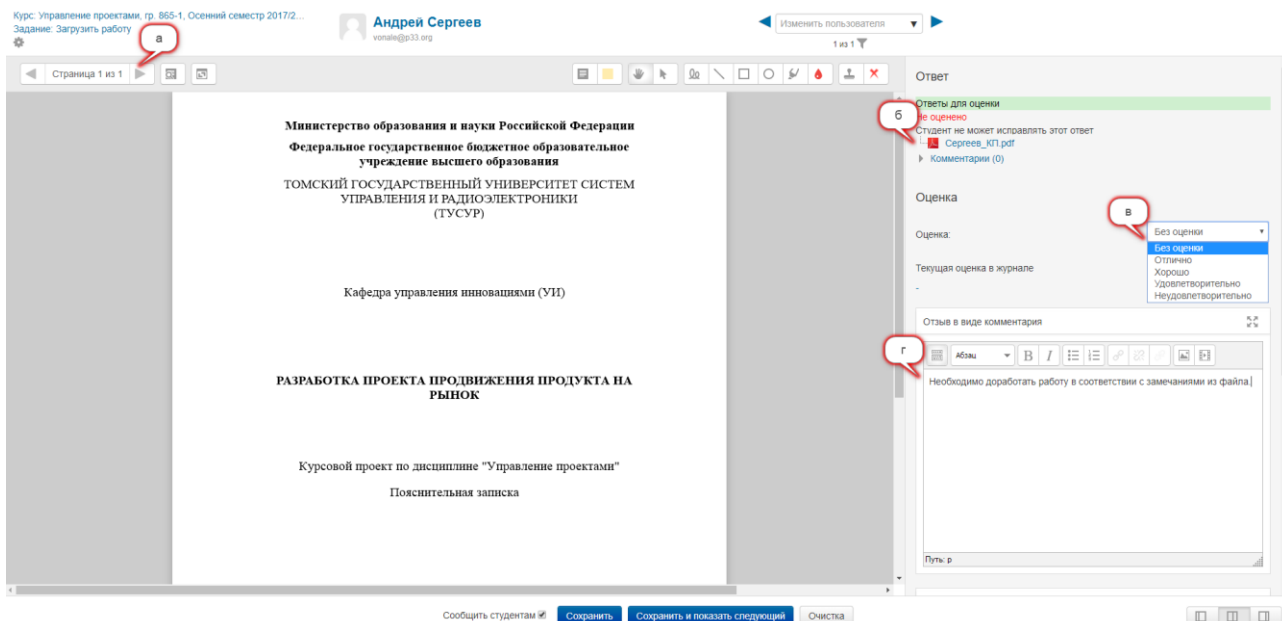 Курс: Управление проектами, гр. 865-1, Осенний семестр 2017/2...
Задание: Загрузить работу
Андрей Сергеев
vonale@p33.org
Изменить пользователя
1 из 1
а
Страница 1 из 1
Министерство образования и науки Российской Федерации
Федеральное государственное бюджетное образовательное
учреждение высшего образования
ТОМСКИЙ ГОСУДАРСТВЕННЫЙ УНИВЕРСИТЕТ СИСТЕМ
УПРАВЛЕНИЯ И РАДИОЭЛЕКТРОНИКИ
(ТУСУР)
Кафедра управления инновациями (УИ)
РАЗРАБОТКА ПРОЕКТА ПРОДВИЖЕНИЯ ПРОДУКТА НА
РЫНОК
Курсовой проект по дисциплине "Управление проектами"
Пояснительная записка
Ответ
Ответы для оценки
б
Не оценено
Студент не может исправлять этот ответ
Сергеев_КП.pdf
Комментарии (0)
Оценка
в
Оценка:
Без оценки
Без оценки
Отлично
Хорошо
Удовлетворительно
Неудовлетворительно
Текущая оценка в журнале
-
Отзыв в виде комментария
г
Абзац
B I
Необходимо доработать работу в соответствии с замечаниями из файла.
Путь: p
Сообщить студентам
Сохранить
Сохранить и показать следующий
Очистка